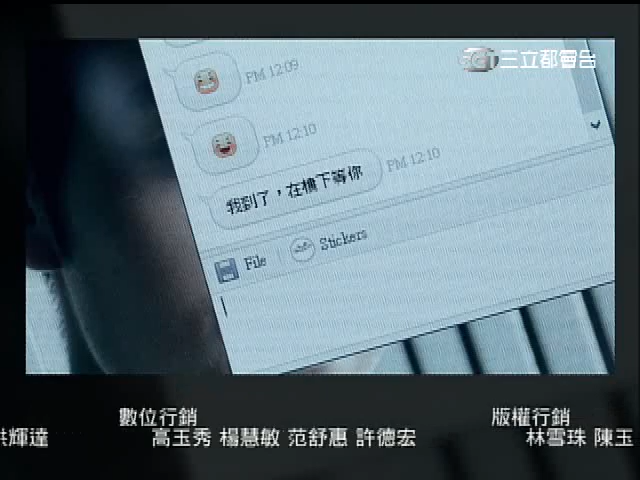 三立都會台
PM 12:09
PM 12:10
我到了，在樓下等你 PM 12:10
File Stickers
數位行銷 版權行銷
洪輝達 高玉秀 楊慧敏 范舒惠 許德宏 林雪珠 陳玉